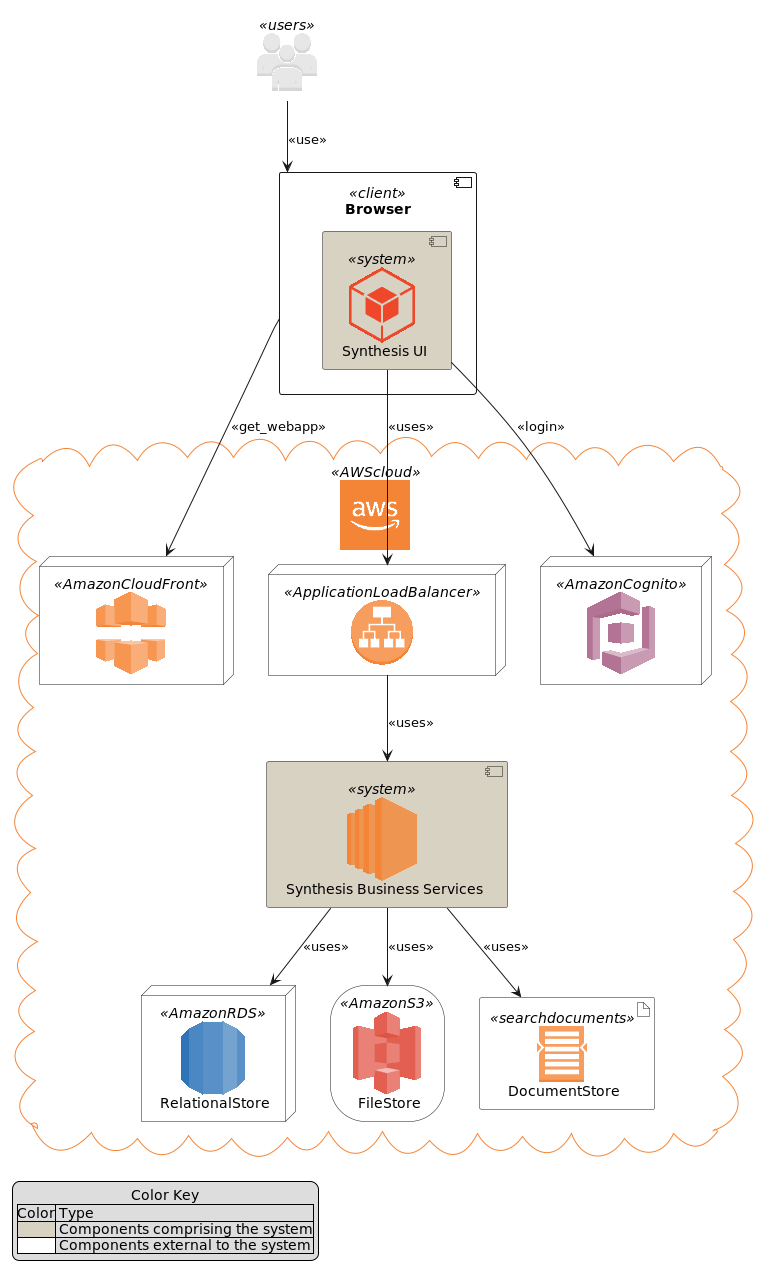 «users»
«use»
«client»
Browser
«system»
Synthesis UI
«get_webapp»
«uses»
«login»
«AWScloud»
aws
«AmazonCloudFront»
«ApplicationLoadBalancer»
«AmazonCognito»
«uses»
«system»
Synthesis Business Services
«uses»
«uses»
«uses»
«AmazonRDS»
RelationalStore
«AmazonS3»
FileStore
«searchdocuments»
DocumentStore
Color Key
Color Type
Components comprising the system
Components external to the system